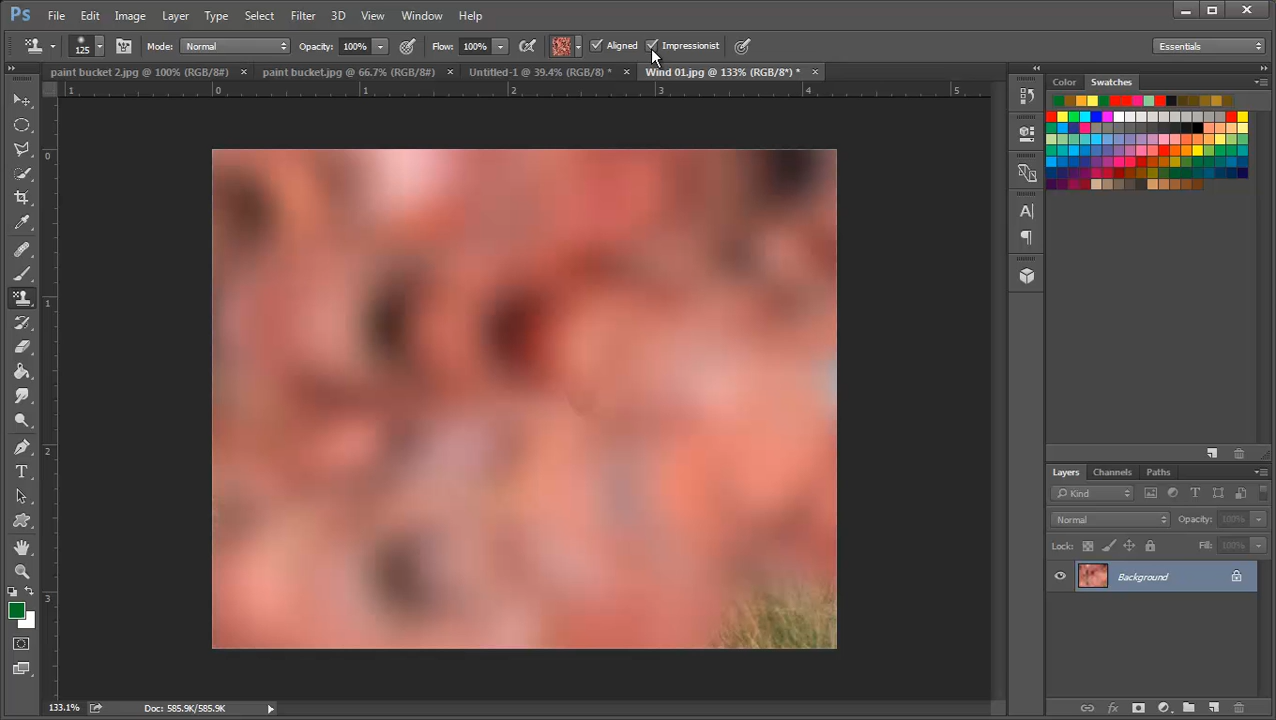 Ps File Edit Image Layer Type Select Filter 3D View Window Help
125 Mode: Normal Opacity: 100% Flow: 100% Aligned Impressionist Essentials
paint bucket 2.jpg @ 100% (RGB/8#) × paint bucket.jpg @ 66.7% (RGB/8#) × Untitled-1 @ 39.4% (RGB/8) * × Wind 01.jpg @ 133% (RGB/8*) * ×
Color Swatches
1 0 1 2 3 4 5
0
1
2
3
Layers Channels Paths
Kind
Normal Opacity: 100%
Lock: Fill: 100%
Background
133.1% Doc: 585.9K/585.9K